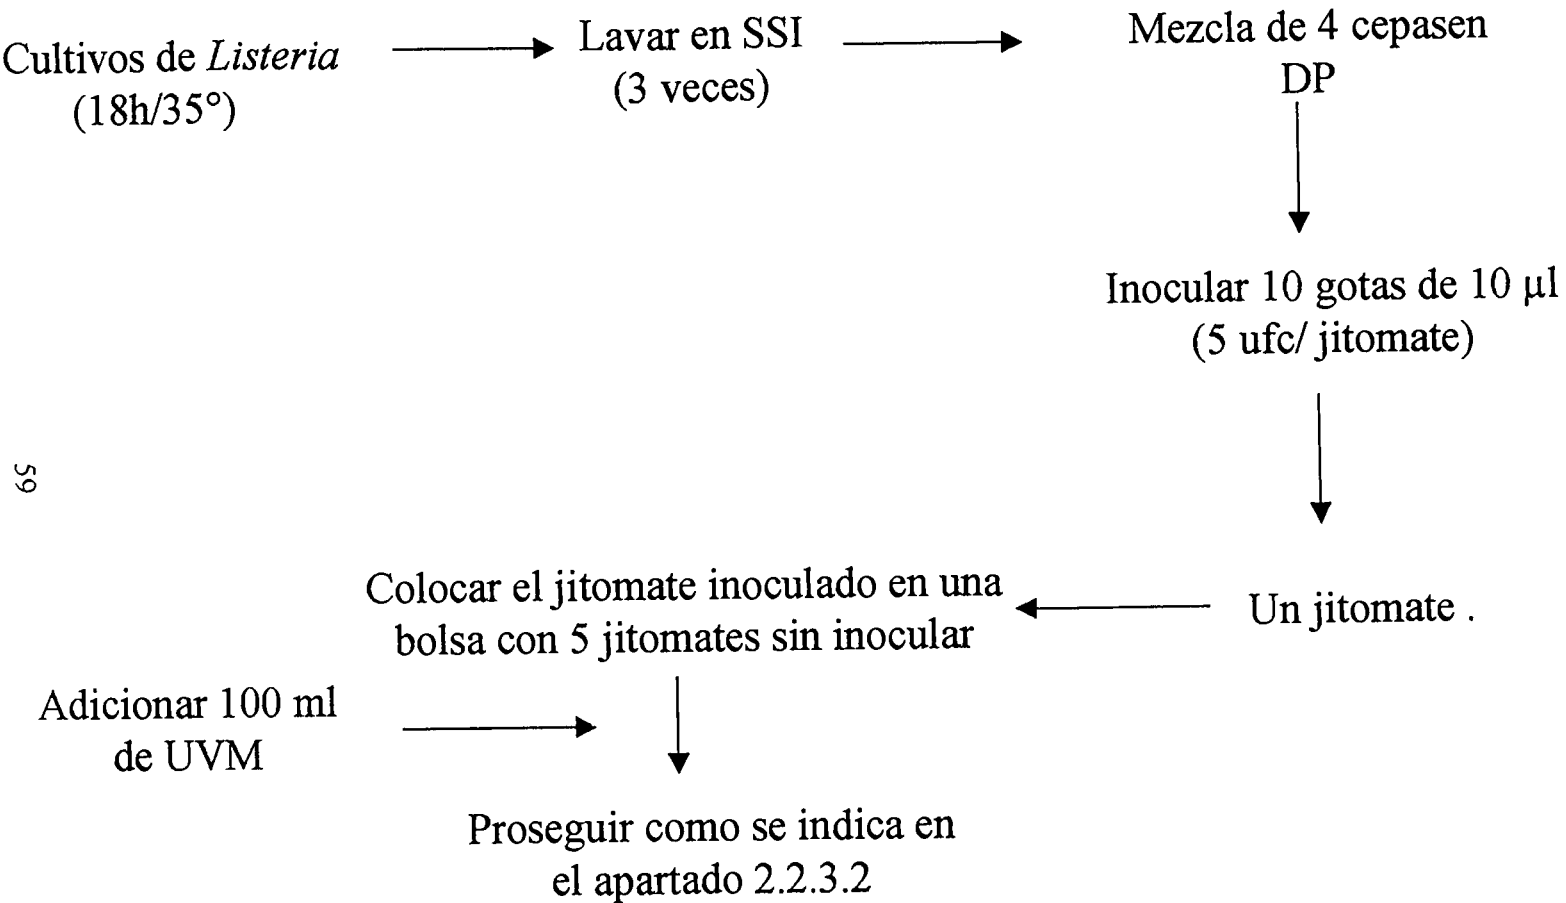 Cultivos de Listeria
(18h/35°)
Lavar en SSI
(3 veces)
Mezcla de 4 cepasen
DP
Inocular 10 gotas de 10 µl
(5 ufc/ jitomate)
Un jitomate .
Colocar el jitomate inoculado en una
bolsa con 5 jitomates sin inocular
Adicionar 100 ml
de UVM
Proseguir como se indica en
el apartado 2.2.3.2
59